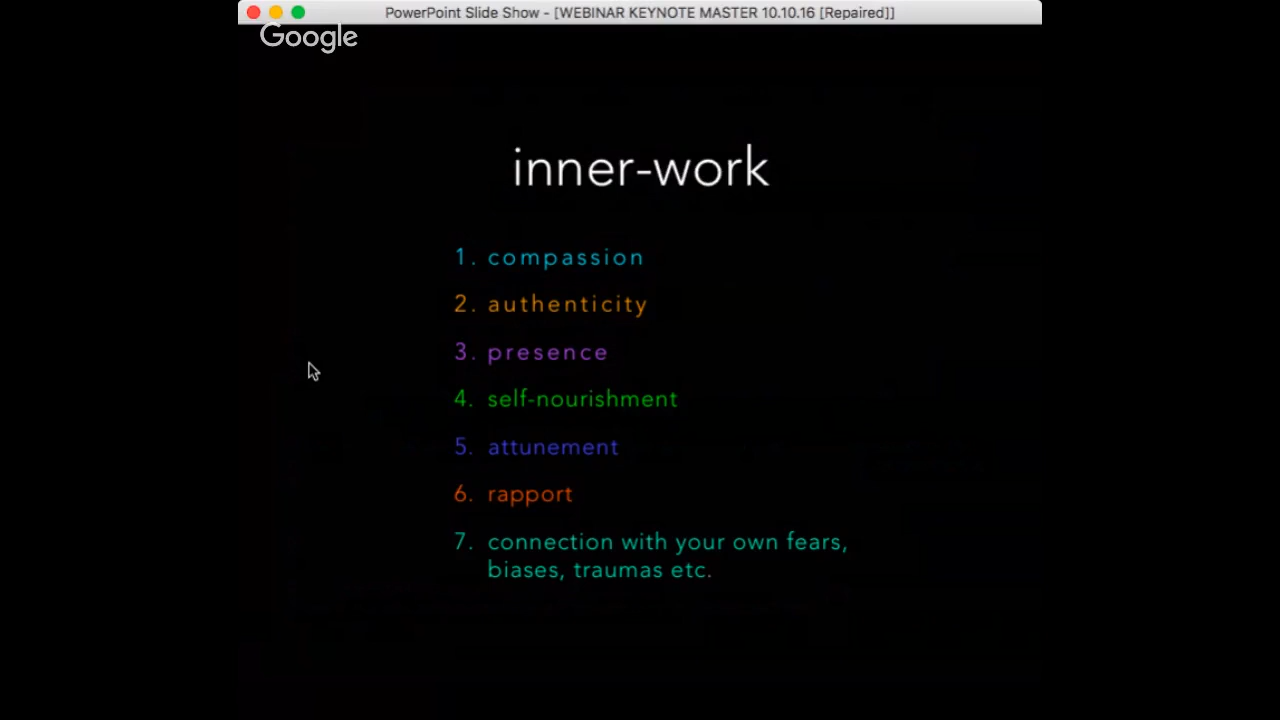 PowerPoint Slide Show - [WEBINAR KEYNOTE MASTER 10.10.16 [Repaired]]
Google
inner-work
1. compassion
2. authenticity
3. presence
4. self-nourishment
5. attunement
6. rapport
7. connection with your own fears,
biases, traumas etc.